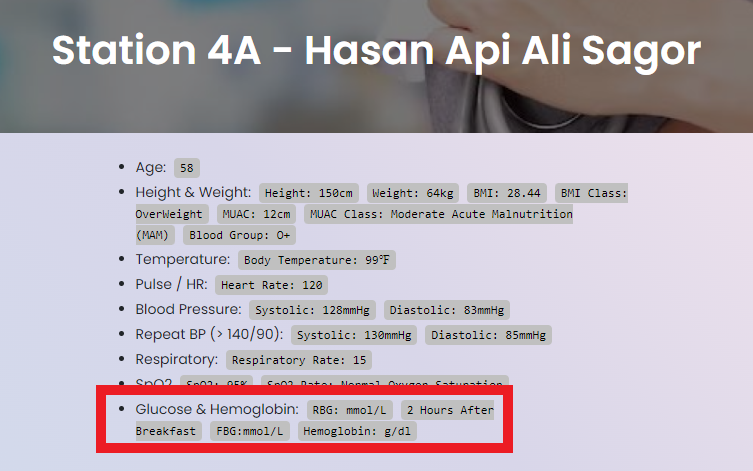 Station 4A - Hasan Api Ali Sagor
Age: 58
Height & Weight: Height: 150cm Weight: 64kg BMI: 28.44 BMI Class:
OverWeight MUAC: 12cm MUAC Class: Moderate Acute Malnutrition
(MAM) Blood Group: O+
Temperature: Body Temperature: 99℉
Pulse / HR: Heart Rate: 120
Blood Pressure: Systolic: 128mmHg Diastolic: 83mmHg
Repeat BP (> 140/90): Systolic: 130mmHg Diastolic: 85mmHg
Respiratory: Respiratory Rate: 15
SpO2 SpO2: 95% SpO2 Rate: Normal Oxygen Saturation
Glucose & Hemoglobin: RBG: mmol/L 2 Hours After
Breakfast FBG:mmol/L Hemoglobin: g/dl